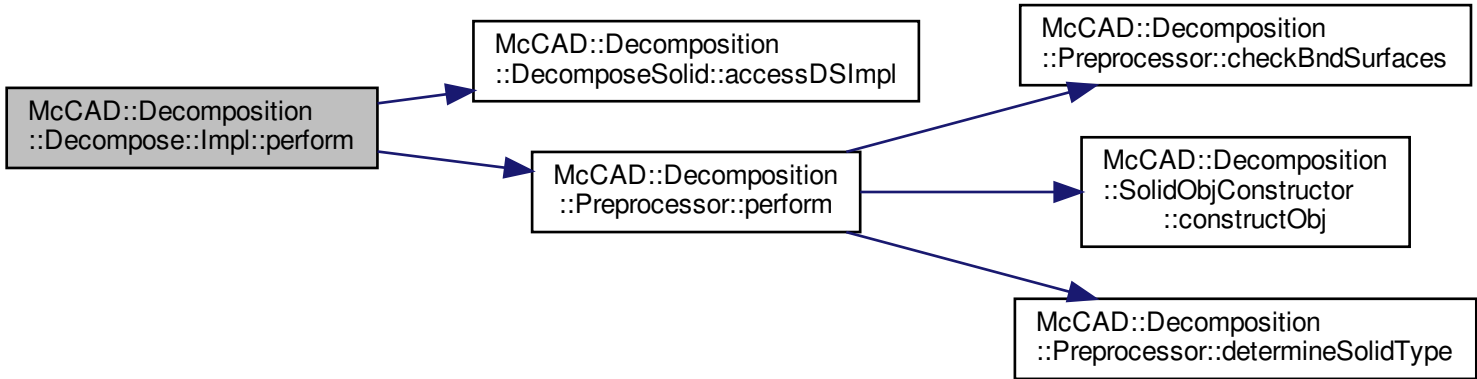 McCAD::Decomposition
::Decompose::Impl::perform
McCAD::Decomposition
::DecomposeSolid::accessDSImpl
McCAD::Decomposition
::Preprocessor::perform
McCAD::Decomposition
::Preprocessor::checkBndSurfaces
McCAD::Decomposition
::SolidObjConstructor
::constructObj
McCAD::Decomposition
::Preprocessor::determineSolidType